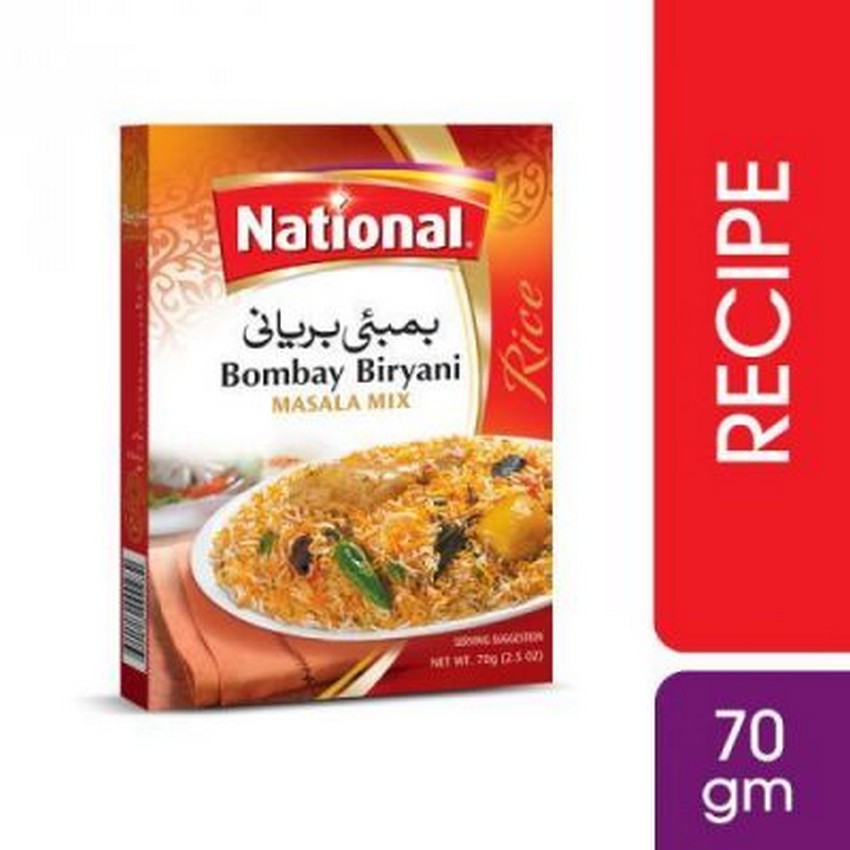 National
بمبئی بریانی
Bombay Biryani
MASALA MIX
Rice
SERVING SUGGESTION
NET WT. 70g (2.5 OZ)
RECIPE
70
gm